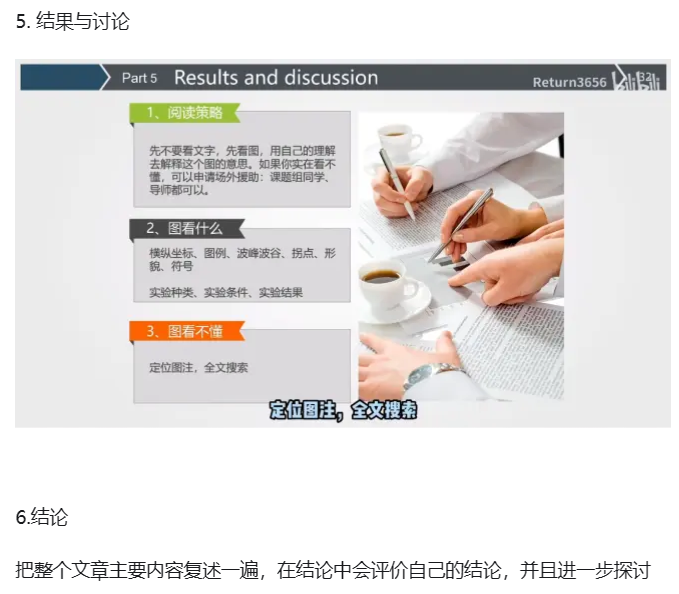 5. 结果与讨论
Part 5 Results and discussion
Return3656 bilibili
1、阅读策略
先不要看文字，先看图，用自己的理解
去解释这个图的意思。如果你实在看不
懂，可以申请场外援助：课题组同学、
导师都可以。
2、图看什么
横纵坐标、图例、波峰波谷、拐点、形
貌、符号
实验种类、实验条件、实验结果
3、图看不懂
定位图注，全文搜索
定位图注，全文搜索
6.结论
把整个文章主要内容复述一遍，在结论中会评价自己的结论，并且进一步探讨